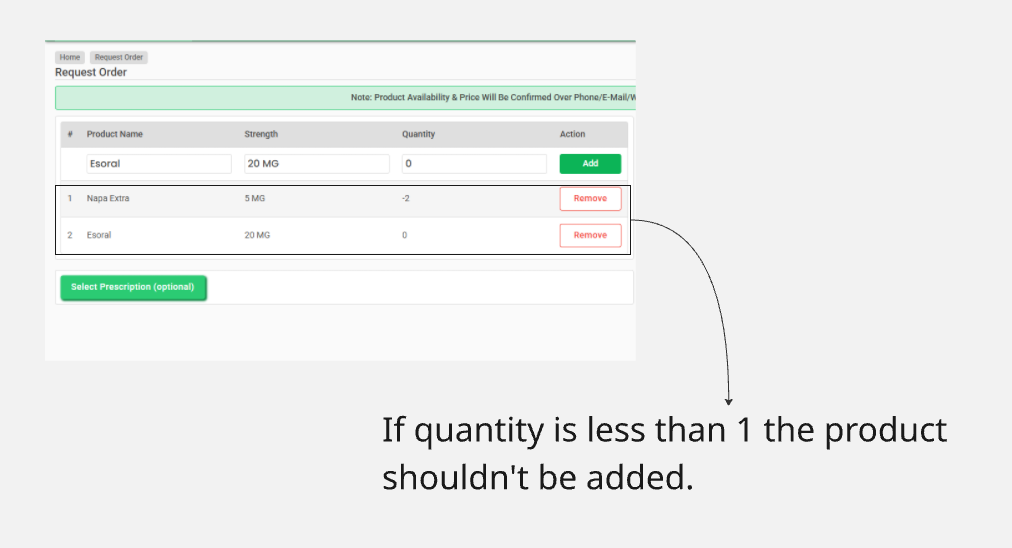 Home Request Order
Request Order
Note: Product Availability & Price Will Be Confirmed Over Phone/E-Mail/W
# Product Name Strength Quantity Action
Esoral 20 MG 0 Add
1 Napa Extra 5 MG -2 Remove
2 Esoral 20 MG 0 Remove
Select Prescription (optional)
If quantity is less than 1 the product
shouldn't be added.